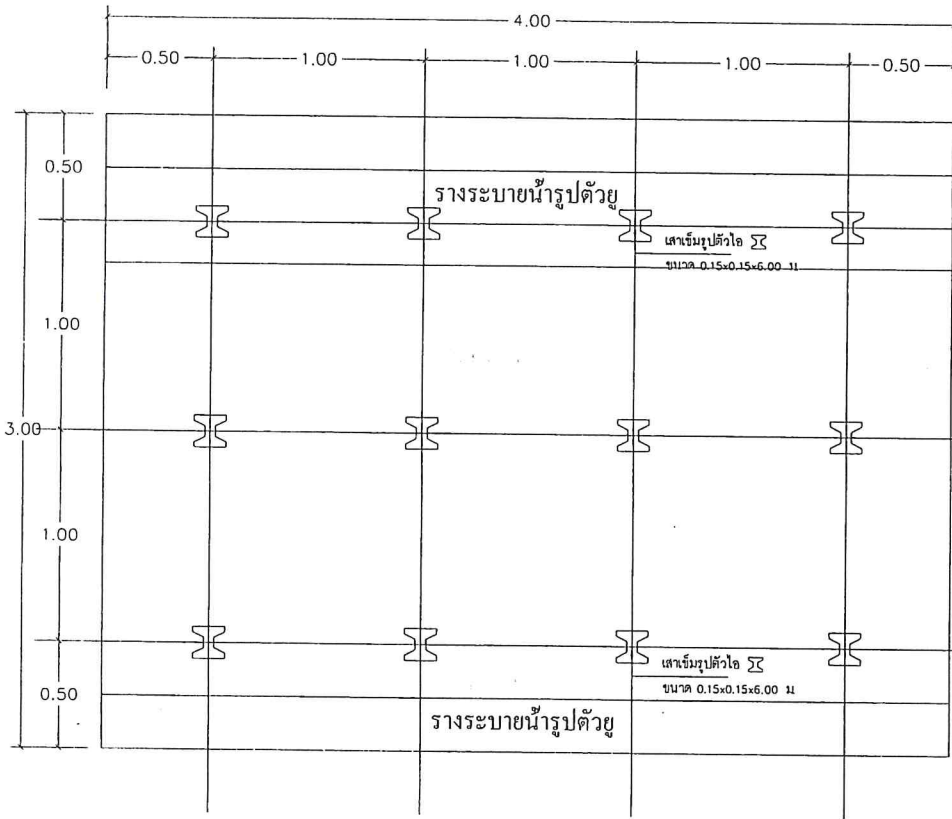 4.00
0.50 1.00 1.00 1.00 0.50
0.50
รางระบายน้ำรูปตัวยู
เสาเข็มรูปตัวไอ
ขนาด 0.15x0.15x6.00 ม
1.00
3.00
1.00
เสาเข็มรูปตัวไอ
ขนาด 0.15x0.15x6.00 ม
0.50
รางระบายน้ำรูปตัวยู